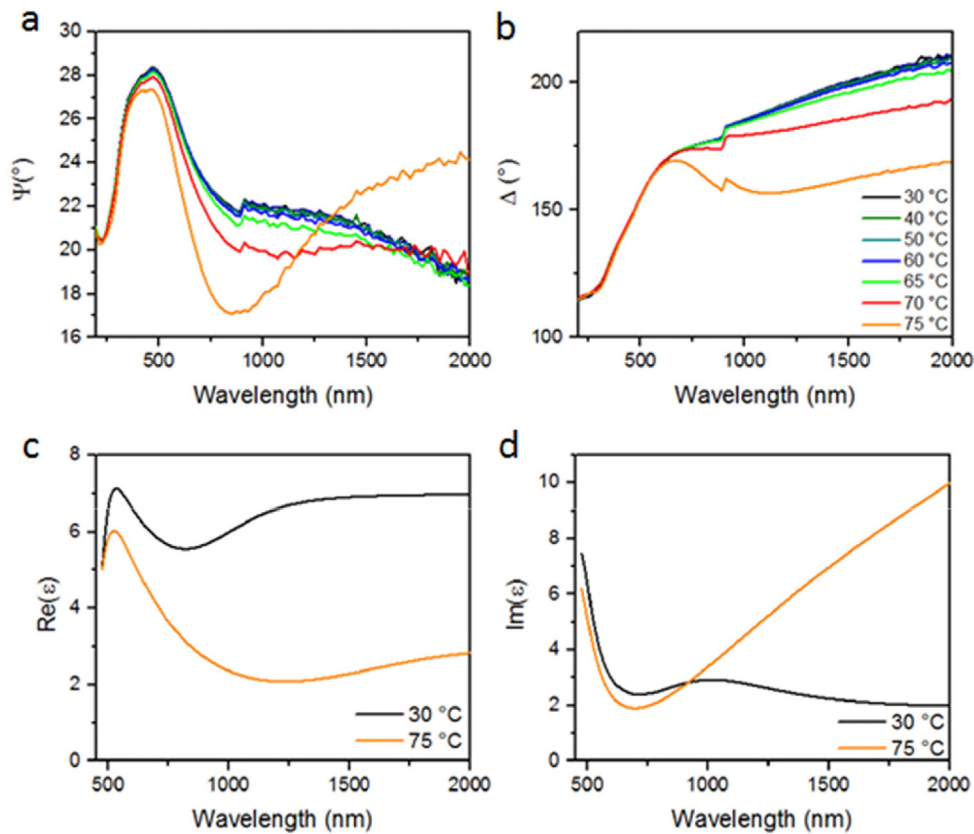 a
30
28
26
24
22
20
18
16
Ψ(°)
500
1000
1500
2000
Wavelength (nm)
b
200
150
100
Δ (°)
30 °C
40 °C
50 °C
60 °C
65 °C
70 °C
75 °C
500
1000
1500
2000
Wavelength (nm)
c
8
6
4
2
0
Re(ε)
30 °C
75 °C
500
1000
1500
2000
Wavelength (nm)
d
10
8
6
4
2
0
Im(ε)
30 °C
75 °C
500
1000
1500
2000
Wavelength (nm)